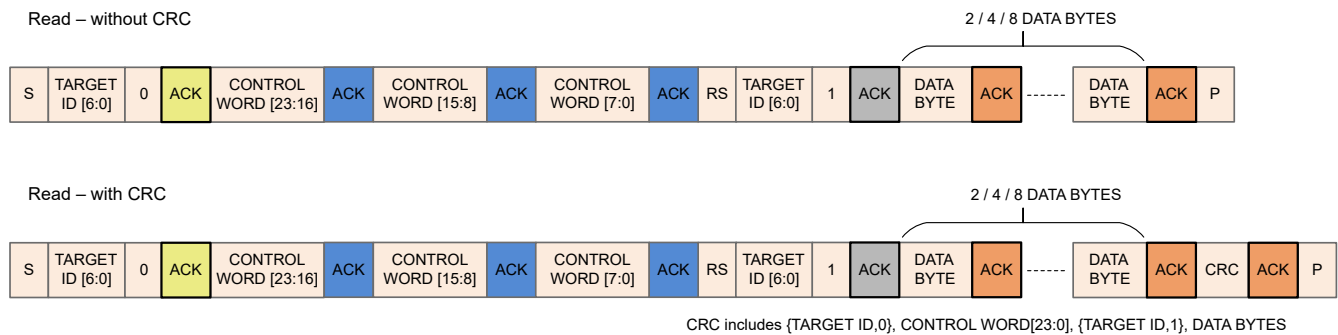 Read – without CRC
2 / 4 / 8 DATA BYTES
S TARGET ID [6:0] 0 ACK CONTROL WORD [23:16] ACK CONTROL WORD [15:8] ACK CONTROL WORD [7:0] ACK RS TARGET ID [6:0] 1 ACK DATA BYTE ACK ------ DATA BYTE ACK P
Read – with CRC
2 / 4 / 8 DATA BYTES
S TARGET ID [6:0] 0 ACK CONTROL WORD [23:16] ACK CONTROL WORD [15:8] ACK CONTROL WORD [7:0] ACK RS TARGET ID [6:0] 1 ACK DATA BYTE ACK ------ DATA BYTE ACK CRC ACK P
CRC includes {TARGET ID,0}, CONTROL WORD[23:0], {TARGET ID,1}, DATA BYTES